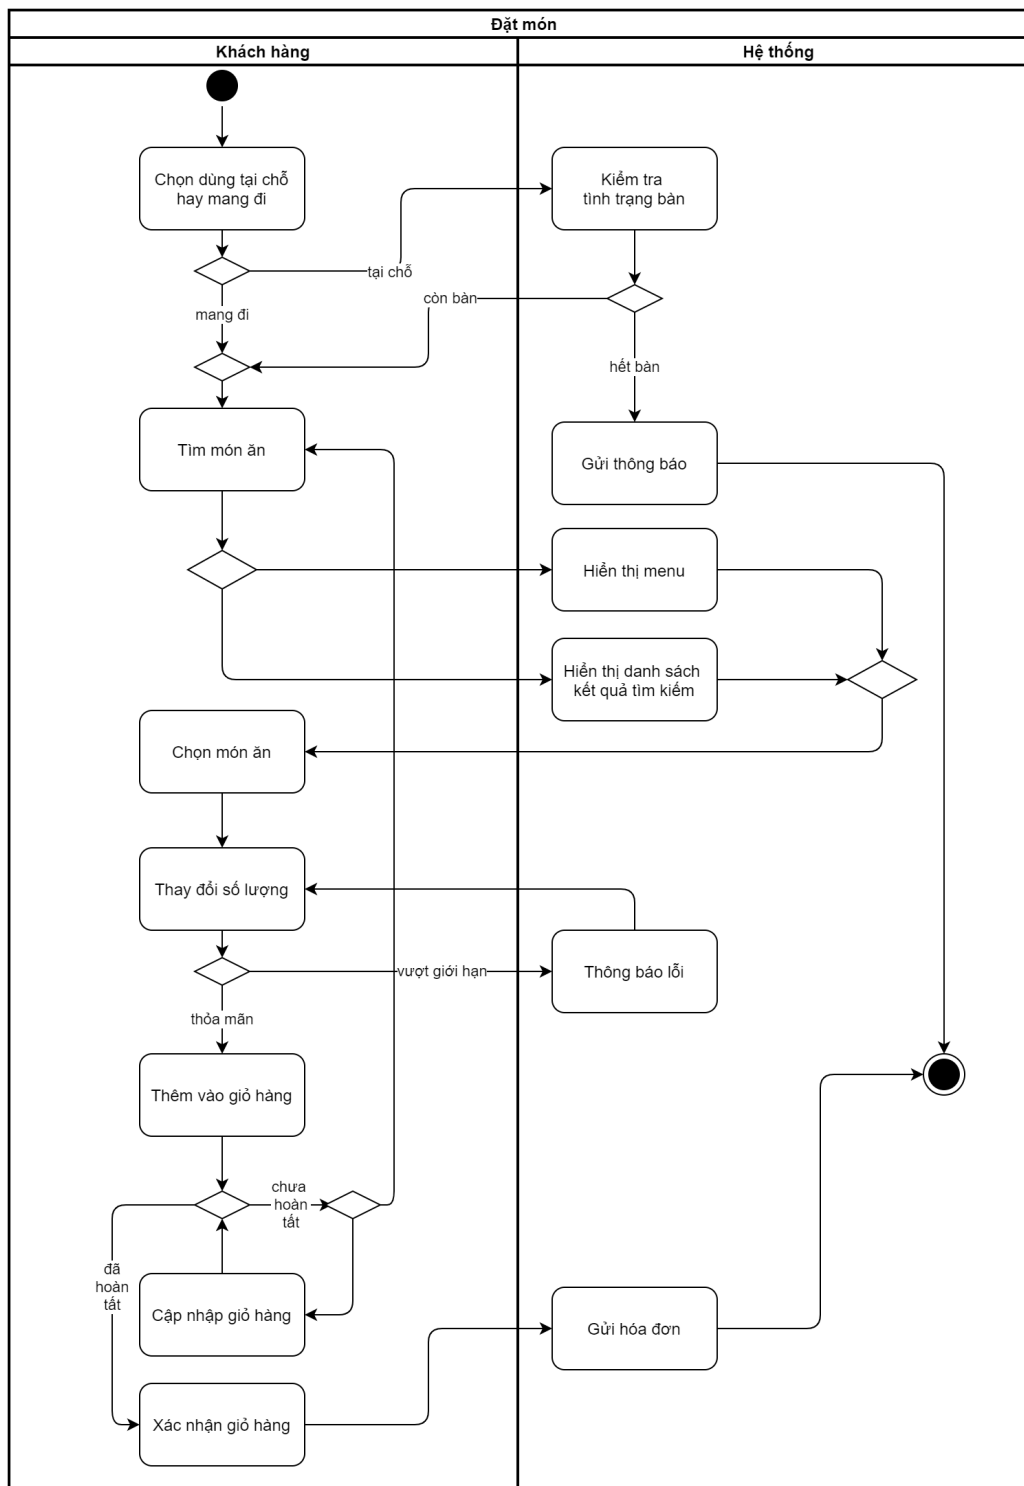 Đặt món
Khách hàng
Hệ thống
Chọn dùng tại chỗ
hay mang đi
Kiểm tra
tình trạng bàn
tại chỗ
còn bàn
mang đi
hết bàn
Tìm món ăn
Gửi thông báo
Hiển thị menu
Hiển thị danh sách
kết quả tìm kiếm
Chọn món ăn
Thay đổi số lượng
vượt giới hạn
Thông báo lỗi
thỏa mãn
Thêm vào giỏ hàng
chưa
hoàn
tất
đã
hoàn
tất
Cập nhập giỏ hàng
Gửi hóa đơn
Xác nhận giỏ hàng